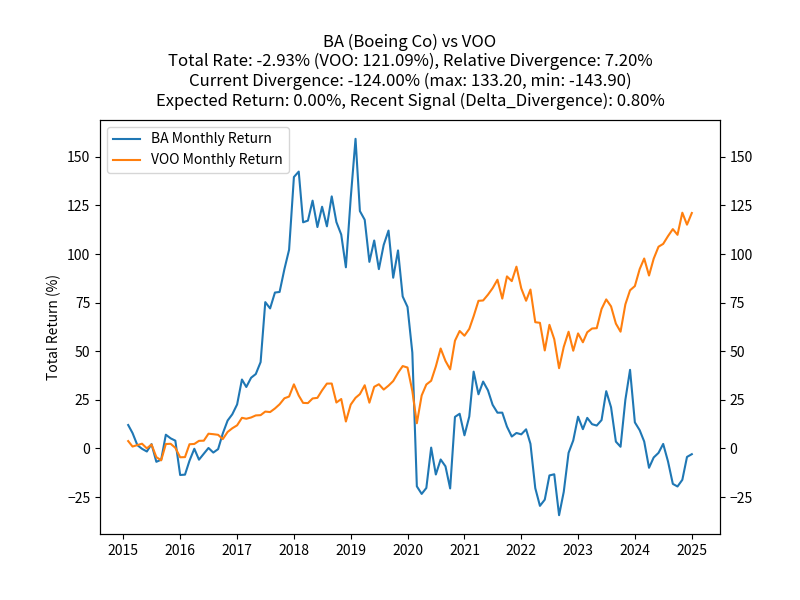 BA (Boeing Co) vs VOO
Total Rate: -2.93% (VOO: 121.09%), Relative Divergence: 7.20%
Current Divergence: -124.00% (max: 133.20, min: -143.90)
Expected Return: 0.00%, Recent Signal (Delta_Divergence): 0.80%
BA Monthly Return
VOO Monthly Return
Total Return (%)
150 150
125 125
100 100
75 75
50 50
25 25
0 0
−25 −25
2015 2016 2017 2018 2019 2020 2021 2022 2023 2024 2025